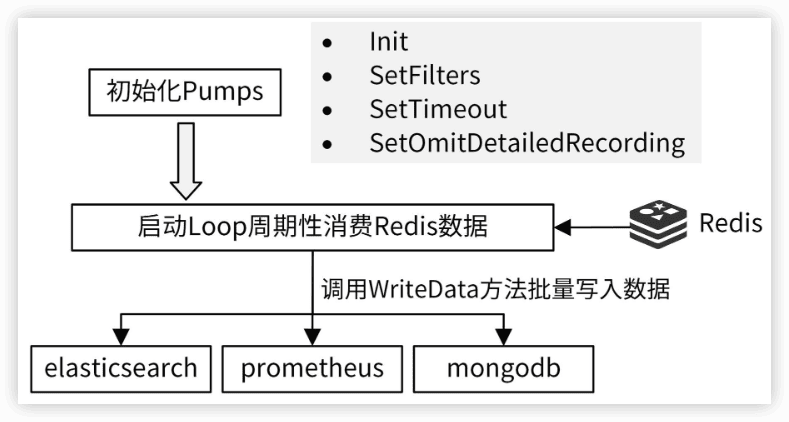 初始化Pumps
• Init
• SetFilters
• SetTimeout
• SetOmitDetailedRecording
启动Loop周期性消费Redis数据
Redis
调用WriteData方法批量写入数据
elasticsearch
prometheus
mongodb